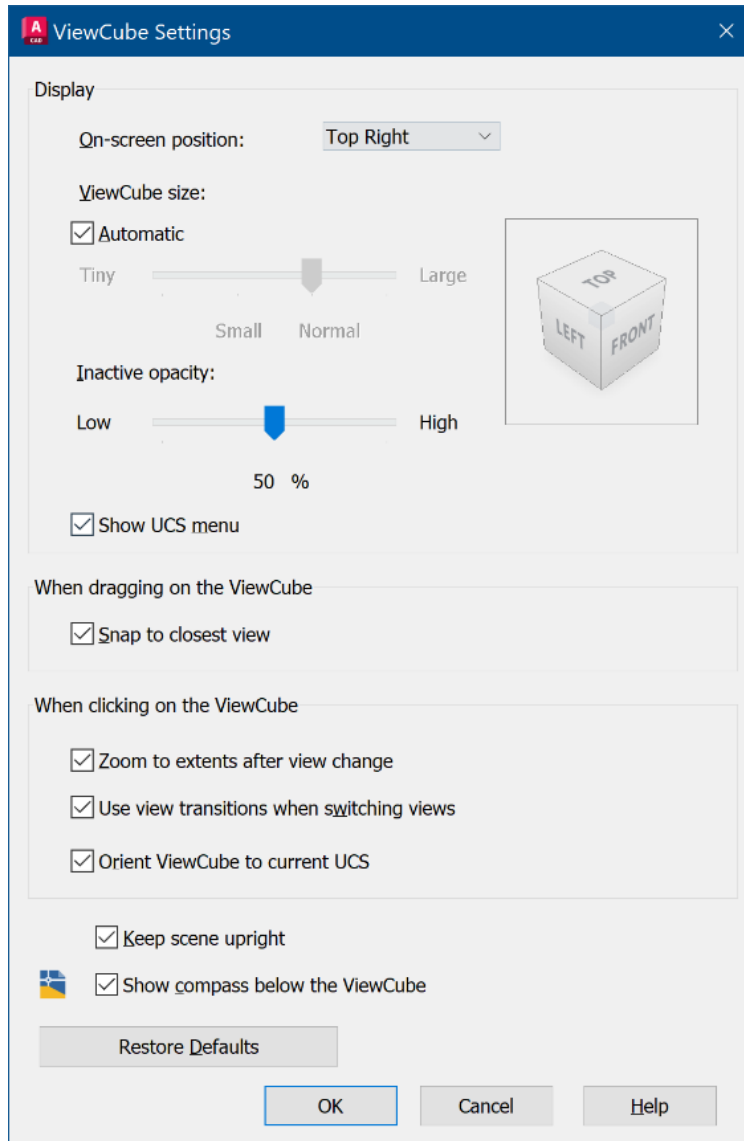 A
CAD
ViewCube Settings
Display
On-screen position: Top Right
ViewCube size:
Automatic
Tiny Large
Small Normal
TOP
LEFT FRONT
Inactive opacity:
Low High
50 %
Show UCS menu
When dragging on the ViewCube
Snap to closest view
When clicking on the ViewCube
Zoom to extents after view change
Use view transitions when switching views
Orient ViewCube to current UCS
Keep scene upright
Show compass below the ViewCube
Restore Defaults
OK Cancel Help